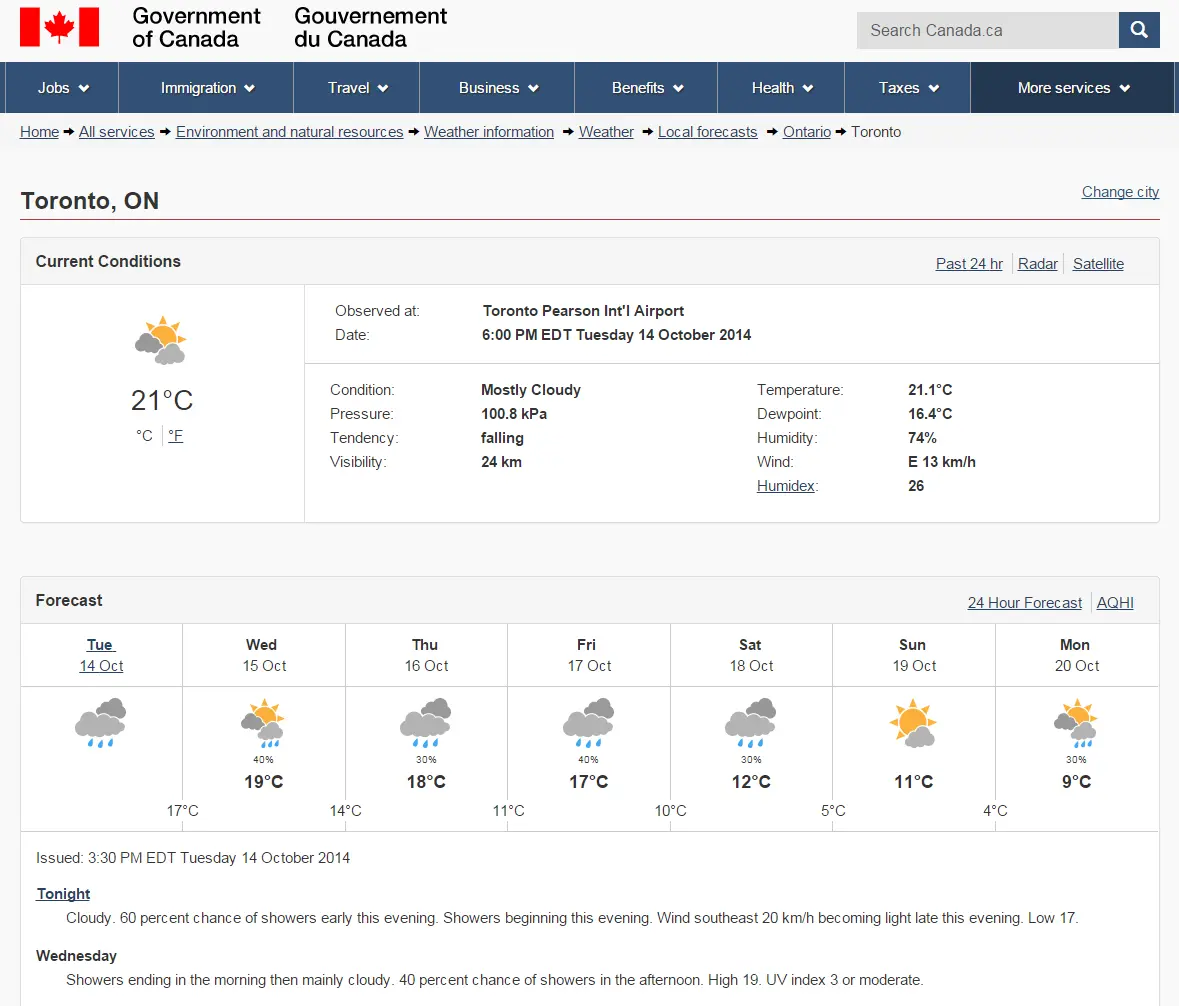 Government of Canada
Gouvernement du Canada
Search Canada.ca
Jobs Immigration Travel Business Benefits Health Taxes More services
Home All services Environment and natural resources Weather information Weather Local forecasts Ontario Toronto
Toronto, ON
Change city
Current Conditions
Past 24 hr Radar Satellite
21°C
°C °F
Observed at: Toronto Pearson Int'l Airport
Date: 6:00 PM EDT Tuesday 14 October 2014
Condition: Mostly Cloudy
Pressure: 100.8 kPa
Tendency: falling
Visibility: 24 km
Temperature: 21.1°C
Dewpoint: 16.4°C
Humidity: 74%
Wind: E 13 km/h
Humidex: 26
Forecast
24 Hour Forecast AQHI
Tue Wed Thu Fri Sat Sun Mon
14 Oct 15 Oct 16 Oct 17 Oct 18 Oct 19 Oct 20 Oct
40% 30% 40% 30% 30%
19°C 18°C 17°C 12°C 11°C 9°C
17°C 14°C 11°C 10°C 5°C 4°C
Issued: 3:30 PM EDT Tuesday 14 October 2014
Tonight
Cloudy. 60 percent chance of showers early this evening. Showers beginning this evening. Wind southeast 20 km/h becoming light late this evening. Low 17.
Wednesday
Showers ending in the morning then mainly cloudy. 40 percent chance of showers in the afternoon. High 19. UV index 3 or moderate.